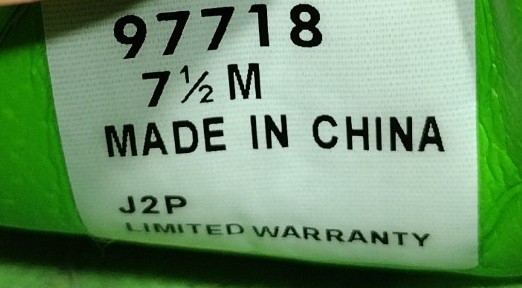 97718
7½ M
MADE IN CHINA
J2P
LIMITED WARRANTY